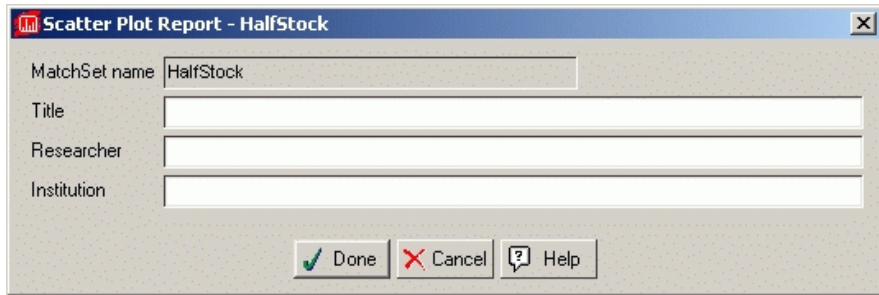 Scatter Plot Report - HalfStock
MatchSet name HalfStock
Title
Researcher
Institution
Done Cancel Help